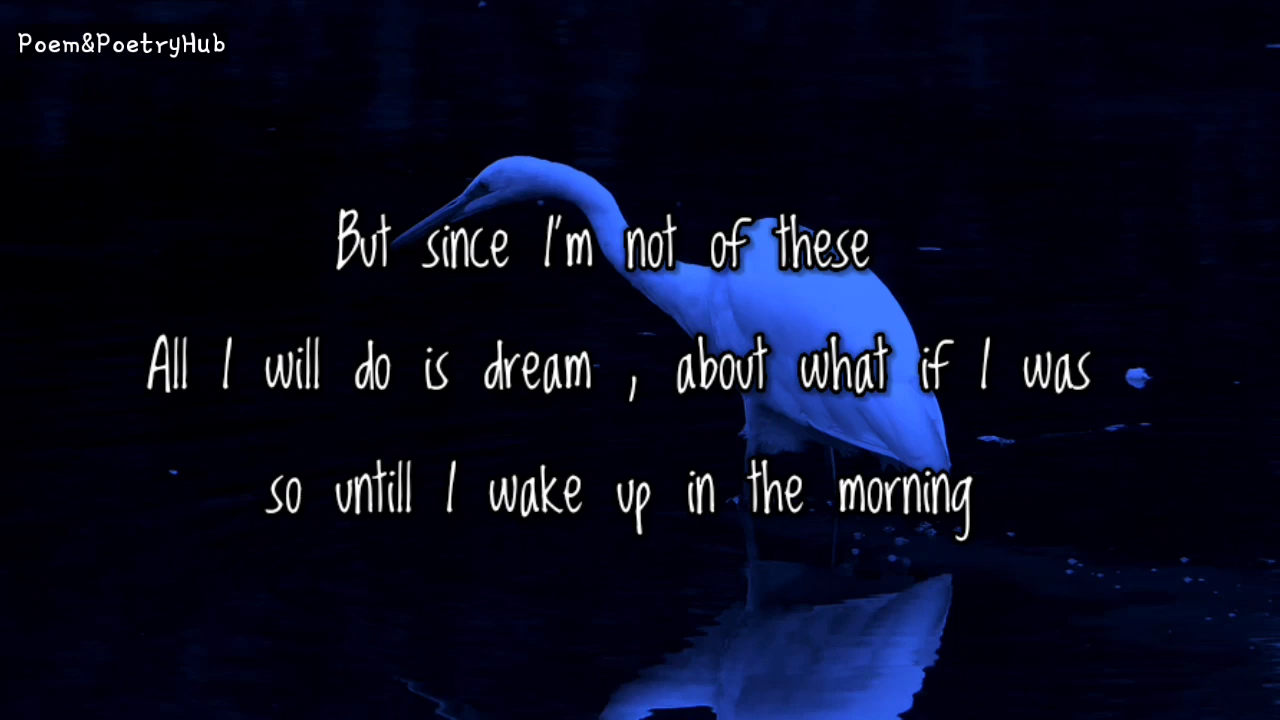 Poem&PoetryHub
But since I'm not of these
All I will do is dream , about what if I was
so untill I wake up in the morning